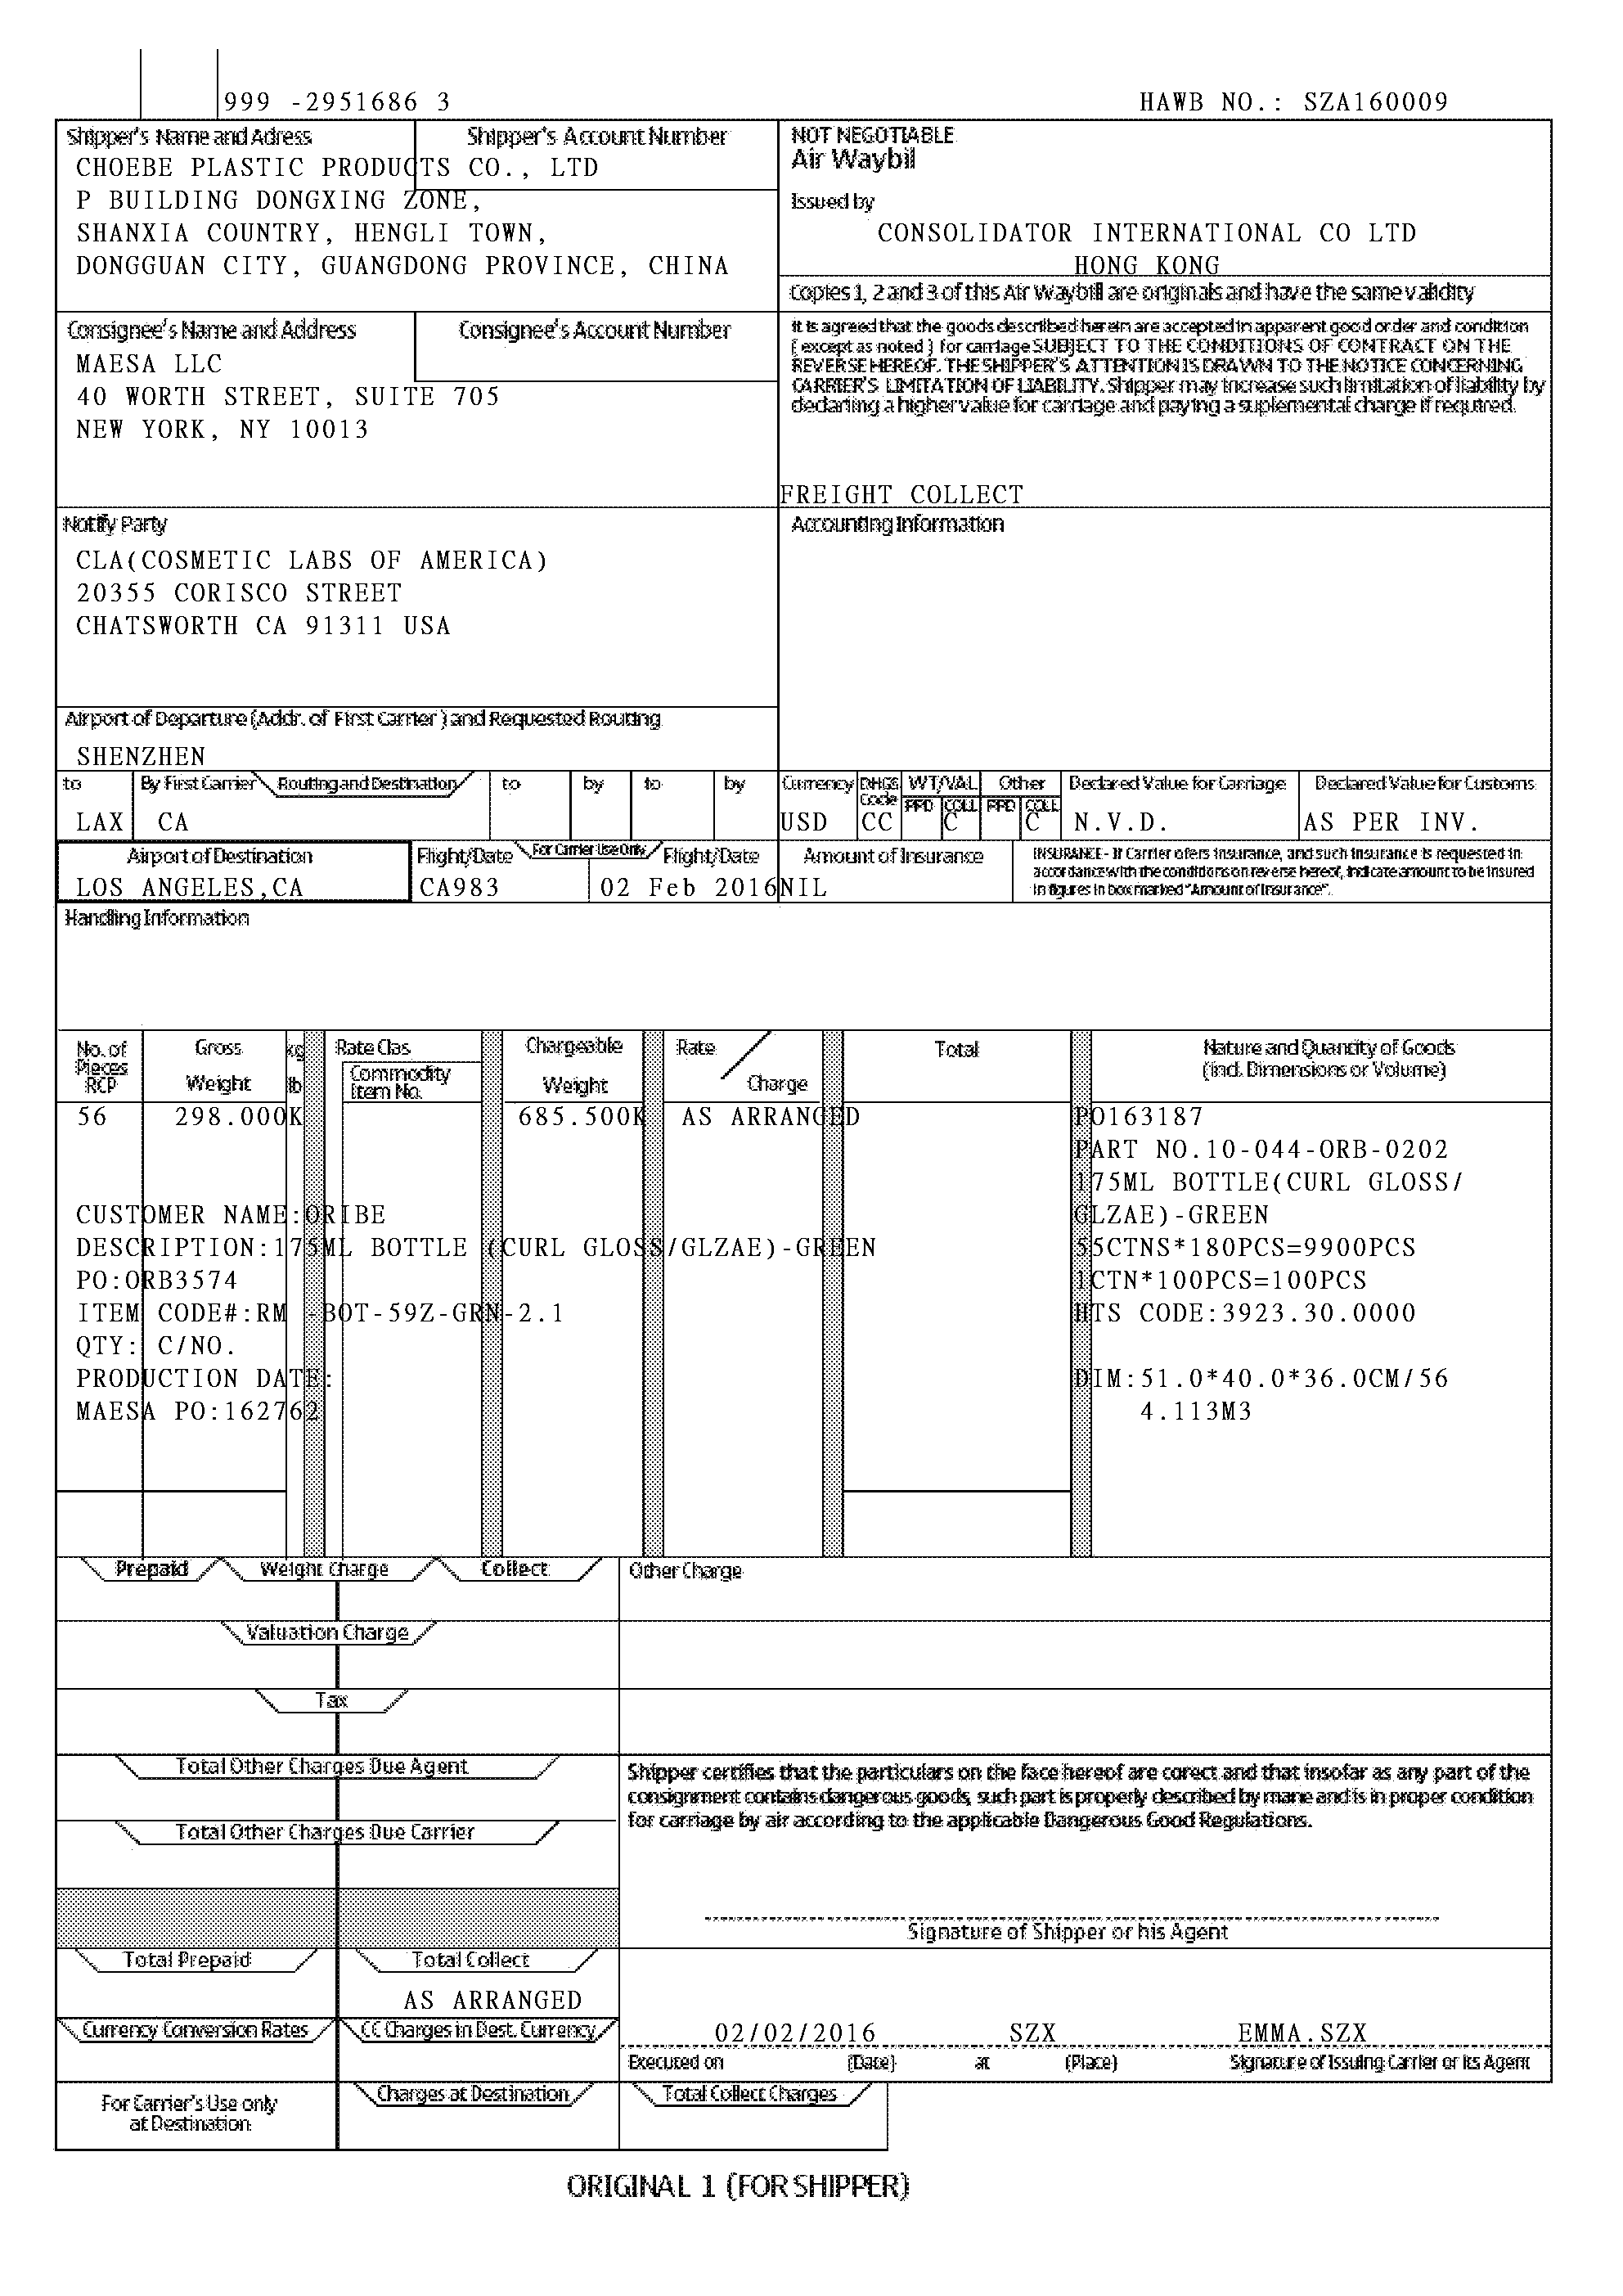 999 -2951686 3
HAWB NO.: SZA160009
Shipper's Name and Adress
Shipper's Account Number
CHOEBE PLASTIC PRODUCTS CO., LTD
P BUILDING DONGXING ZONE,
SHANXIA COUNTRY, HENGLI TOWN,
DONGGUAN CITY, GUANGDONG PROVINCE, CHINA
NOT NEGOTIABLE
Air Waybil
Issued by
CONSOLIDATOR INTERNATIONAL CO LTD
HONG KONG
Copies 1, 2 and 3 of this Air Waybill are originals and have the same validity
Consignee's Name and Address
Consignee's Account Number
MAESA LLC
40 WORTH STREET, SUITE 705
NEW YORK, NY 10013
It is agreed that the goods described herein are accepted in apparent good order and condition
( except as noted ) for carriage SUBJECT TO THE CONDITIONS OF CONTRACT ON THE
REVERSE HEREOF. THE SHIPPER'S ATTENTION IS DRAWN TO THE NOTICE CONCERNING
CARRIER'S LIMITATION OF LIABILITY. Shipper may increase such limitation of liability by
declaring a higher value for carriage and paying a suplemental charge if required.
FREIGHT COLLECT
Notify Party
CLA(COSMETIC LABS OF AMERICA)
20355 CORISCO STREET
CHATSWORTH CA 91311 USA
Accounting Information
Airport of Departure (Addr. of First Carrier ) and Requested Routing
SHENZHEN
to
By First Carrier
Routing and Destination
to
by
to
by
LAX
CA
Currency
CHGS
Code
WT/VAL
Other
PPD
COLL
PPD
COLL
Declared Value for Carriage
Declared Value for Customs
USD
CC
C
C
N.V.D.
AS PER INV.
Airport of Destination
Flight/Date
For Carrier Use Only
Flight/Date
Amount of Insurance
LOS ANGELES,CA
CA983
02 Feb 2016
NIL
INSURANCE - If Carrier ofers insurance, and such insurance is requested in
accordance with the conditions on reverse hereof, indicate amount to be insured
in figures in box marked "Amount of Insurance".
Handling Information
No. of
Pieces
RCP
Gross
Weight
kg
lb
Rate Clas
Commodity
Item No.
Chargeable
Weight
Rate
Charge
Total
Nature and Quantity of Goods
(incl. Dimensions or Volume)
56
298.000K
685.500K
AS ARRANGED
PO163187
PART NO.10-044-ORB-0202
175ML BOTTLE(CURL GLOSS/
GLZAE)-GREEN
55CTNS*180PCS=9900PCS
1CTN*100PCS=100PCS
HTS CODE:3923.30.0000
DIM:51.0*40.0*36.0CM/56
4.113M3
CUSTOMER NAME:ORIBE
DESCRIPTION:175ML BOTTLE (CURL GLOSS/GLZAE)-GREEN
PO:ORB3574
ITEM CODE#:RM -BOT-59Z-GRN-2.1
QTY: C/NO.
PRODUCTION DATE:
MAESA PO:162762
Prepaid
Weight Charge
Collect
Other Charge
Valuation Charge
Tax
Total Other Charges Due Agent
Total Other Charges Due Carrier
Shipper certifies that the particulars on the face hereof are corect and that insofar as any part of the
consignment contains dangerous goods, such part is properly described by mane and is in proper condition
for carriage by air according to the applicable Dangerous Good Regulations.
Signature of Shipper or his Agent
Total Prepaid
Total Collect
AS ARRANGED
Currency Conversion Rates
CC Charges in Dest. Currency
02/02/2016
SZX
EMMA.SZX
Executed on
(Date)
at
(Place)
Signature of Issuing Carrier or its Agent
For Carrier's Use only
at Destination
Charges at Destination
Total Collect Charges
ORIGINAL 1 (FOR SHIPPER)